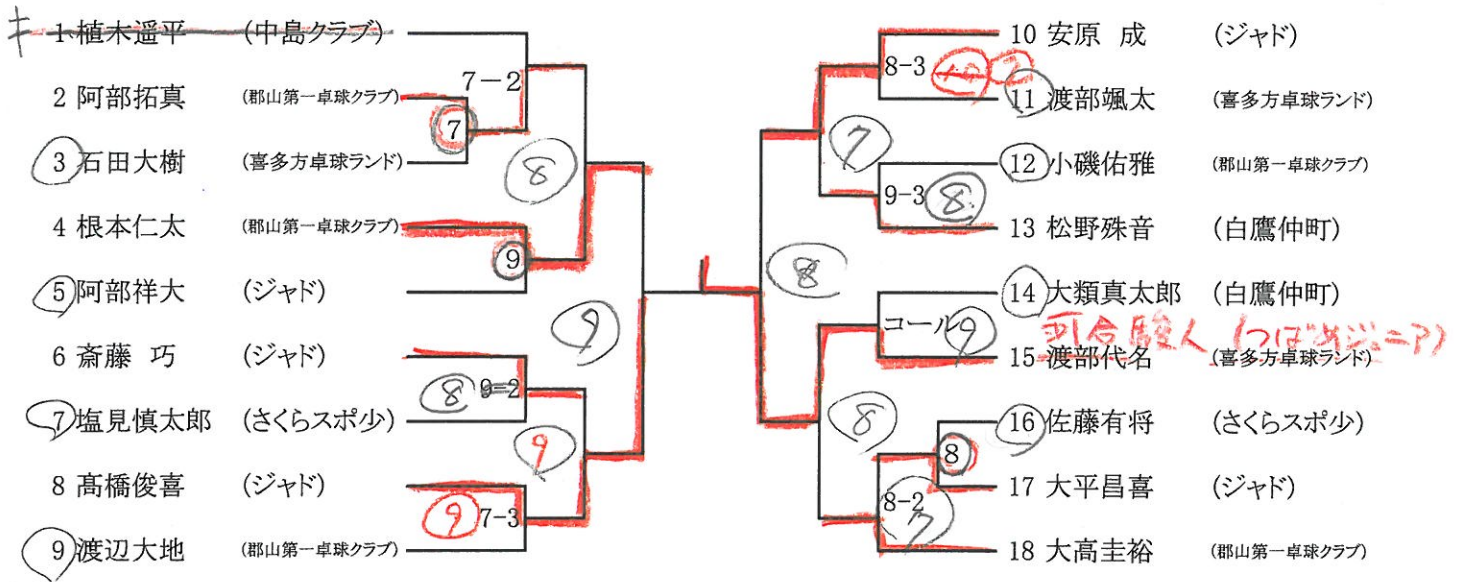 キ 1 植木遥平 (中島クラブ)
2 阿部拓真 (郡山第一卓球クラブ)
3 石田大樹 (喜多方卓球ランド)
4 根本仁太 (郡山第一卓球クラブ)
5 阿部祥大 (ジャド)
6 斎藤 巧 (ジャド)
7 塩見慎太郎 (さくらスポ少)
8 髙橋俊喜 (ジャド)
9 渡辺大地 (郡山第一卓球クラブ)
7-2
7
8
9
9
8 9-2
9
9 7-3
10 安原 成 (ジャド)
8-3 10 7
11 渡部颯太 (喜多方卓球ランド)
7
12 小磯佑雅 (郡山第一卓球クラブ)
9-3 8
13 松野殊音 (白鷹仲町)
8
14 大類真太郎 (白鷹仲町)
コール 9
河合駿人 (つばめジュニア)
15 渡部代名 (喜多方卓球ランド)
8
16 佐藤有将 (さくらスポ少)
8
17 大平昌喜 (ジャド)
8-2 7
18 大高圭裕 (郡山第一卓球クラブ)